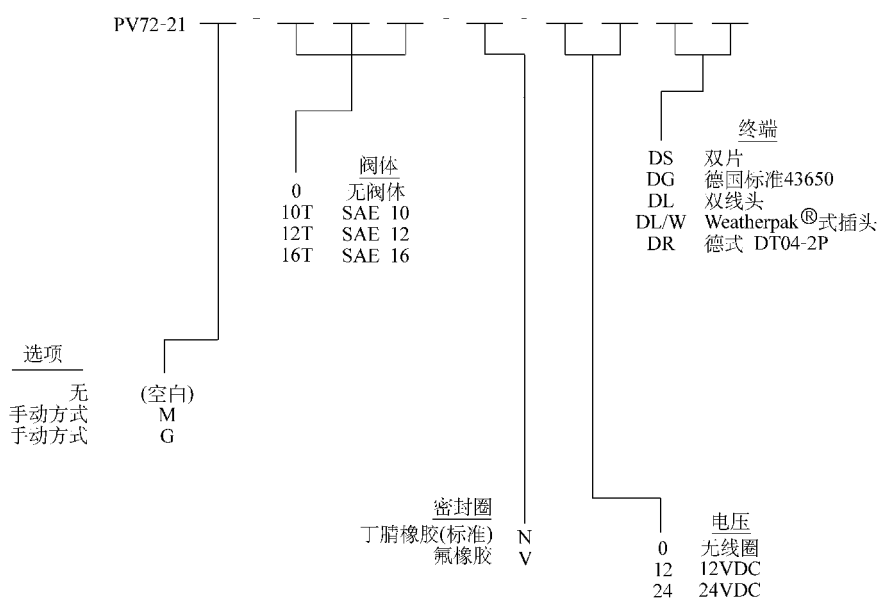 PV72-21 - - -
终端
DS 双片
DG 德国标准43650
DL 双线头
DL/W Weatherpak®式插头
DR 德式 DT04-2P
阀体
0 无阀体
10T SAE 10
12T SAE 12
16T SAE 16
选项
无 (空白)
手动方式 M
手动方式 G
密封圈
丁腈橡胶(标准) N
氟橡胶 V
电压
0 无线圈
12 12VDC
24 24VDC